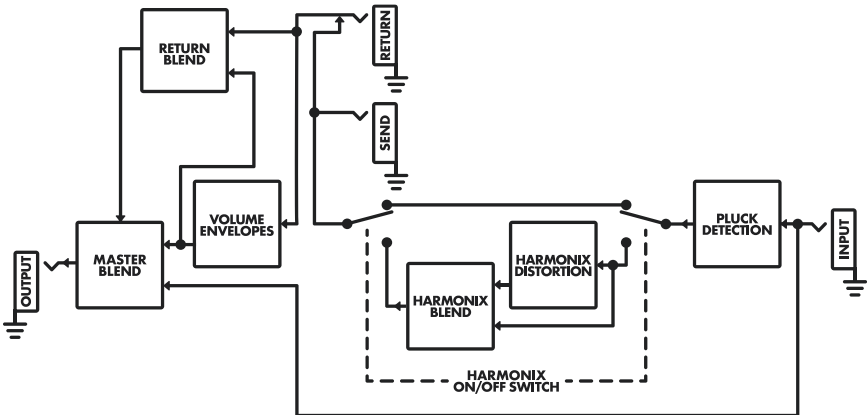 RETURN
BLEND
RETURN
SEND
VOLUME
ENVELOPES
PLUCK
DETECTION
INPUT
OUTPUT
MASTER
BLEND
HARMONIX
DISTORTION
HARMONIX
BLEND
HARMONIX
ON/OFF SWITCH